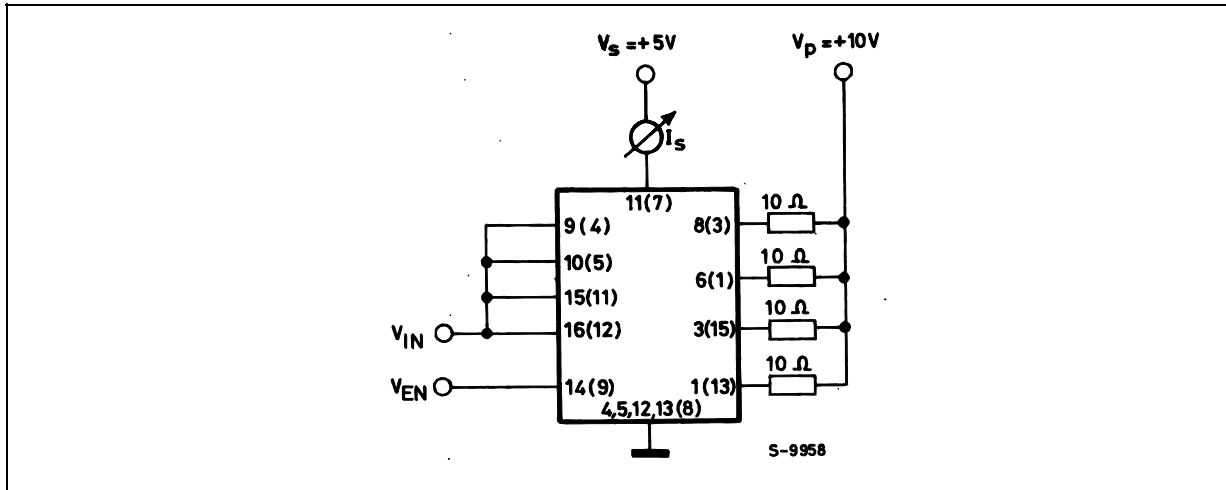 Vs = +5V
Vp = +10V
Is
11(7)
9(4)
8(3)
10 Ω
10(5)
6(1)
10 Ω
15(11)
3(15)
10 Ω
VIN
16(12)
1(13)
10 Ω
VEN
14(9)
4,5,12,13(8)
S-9958